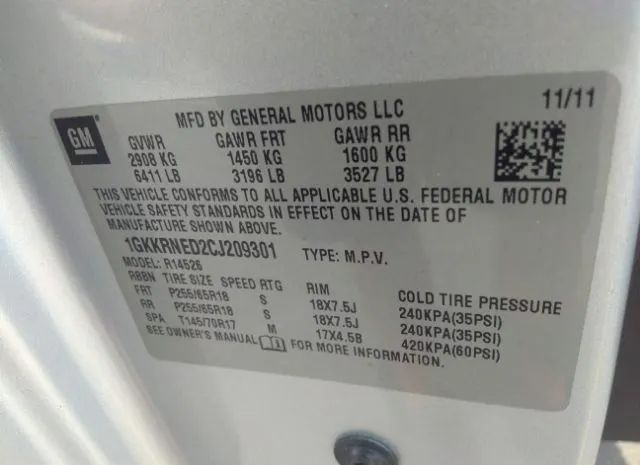 GM
MFD BY GENERAL MOTORS LLC
11/11
GVWR GAWR FRT GAWR RR
2908 KG 1450 KG 1600 KG
6411 LB 3196 LB 3527 LB
THIS VEHICLE CONFORMS TO ALL APPLICABLE U.S. FEDERAL MOTOR
VEHICLE SAFETY STANDARDS IN EFFECT ON THE DATE OF
MANUFACTURE SHOWN ABOVE.
1GKKRNED2CJ209301 TYPE: M.P.V.
MODEL: R14526
RBBN TIRE SIZE SPEED RTG RIM COLD TIRE PRESSURE
FRT P255/65R18 S 18X7.5J 240KPA(35PSI)
RR P255/65R18 S 18X7.5J 240KPA(35PSI)
SPA T145/70R17 M 17X4.5B 420KPA(60PSI)
SEE OWNER'S MANUAL FOR MORE INFORMATION.